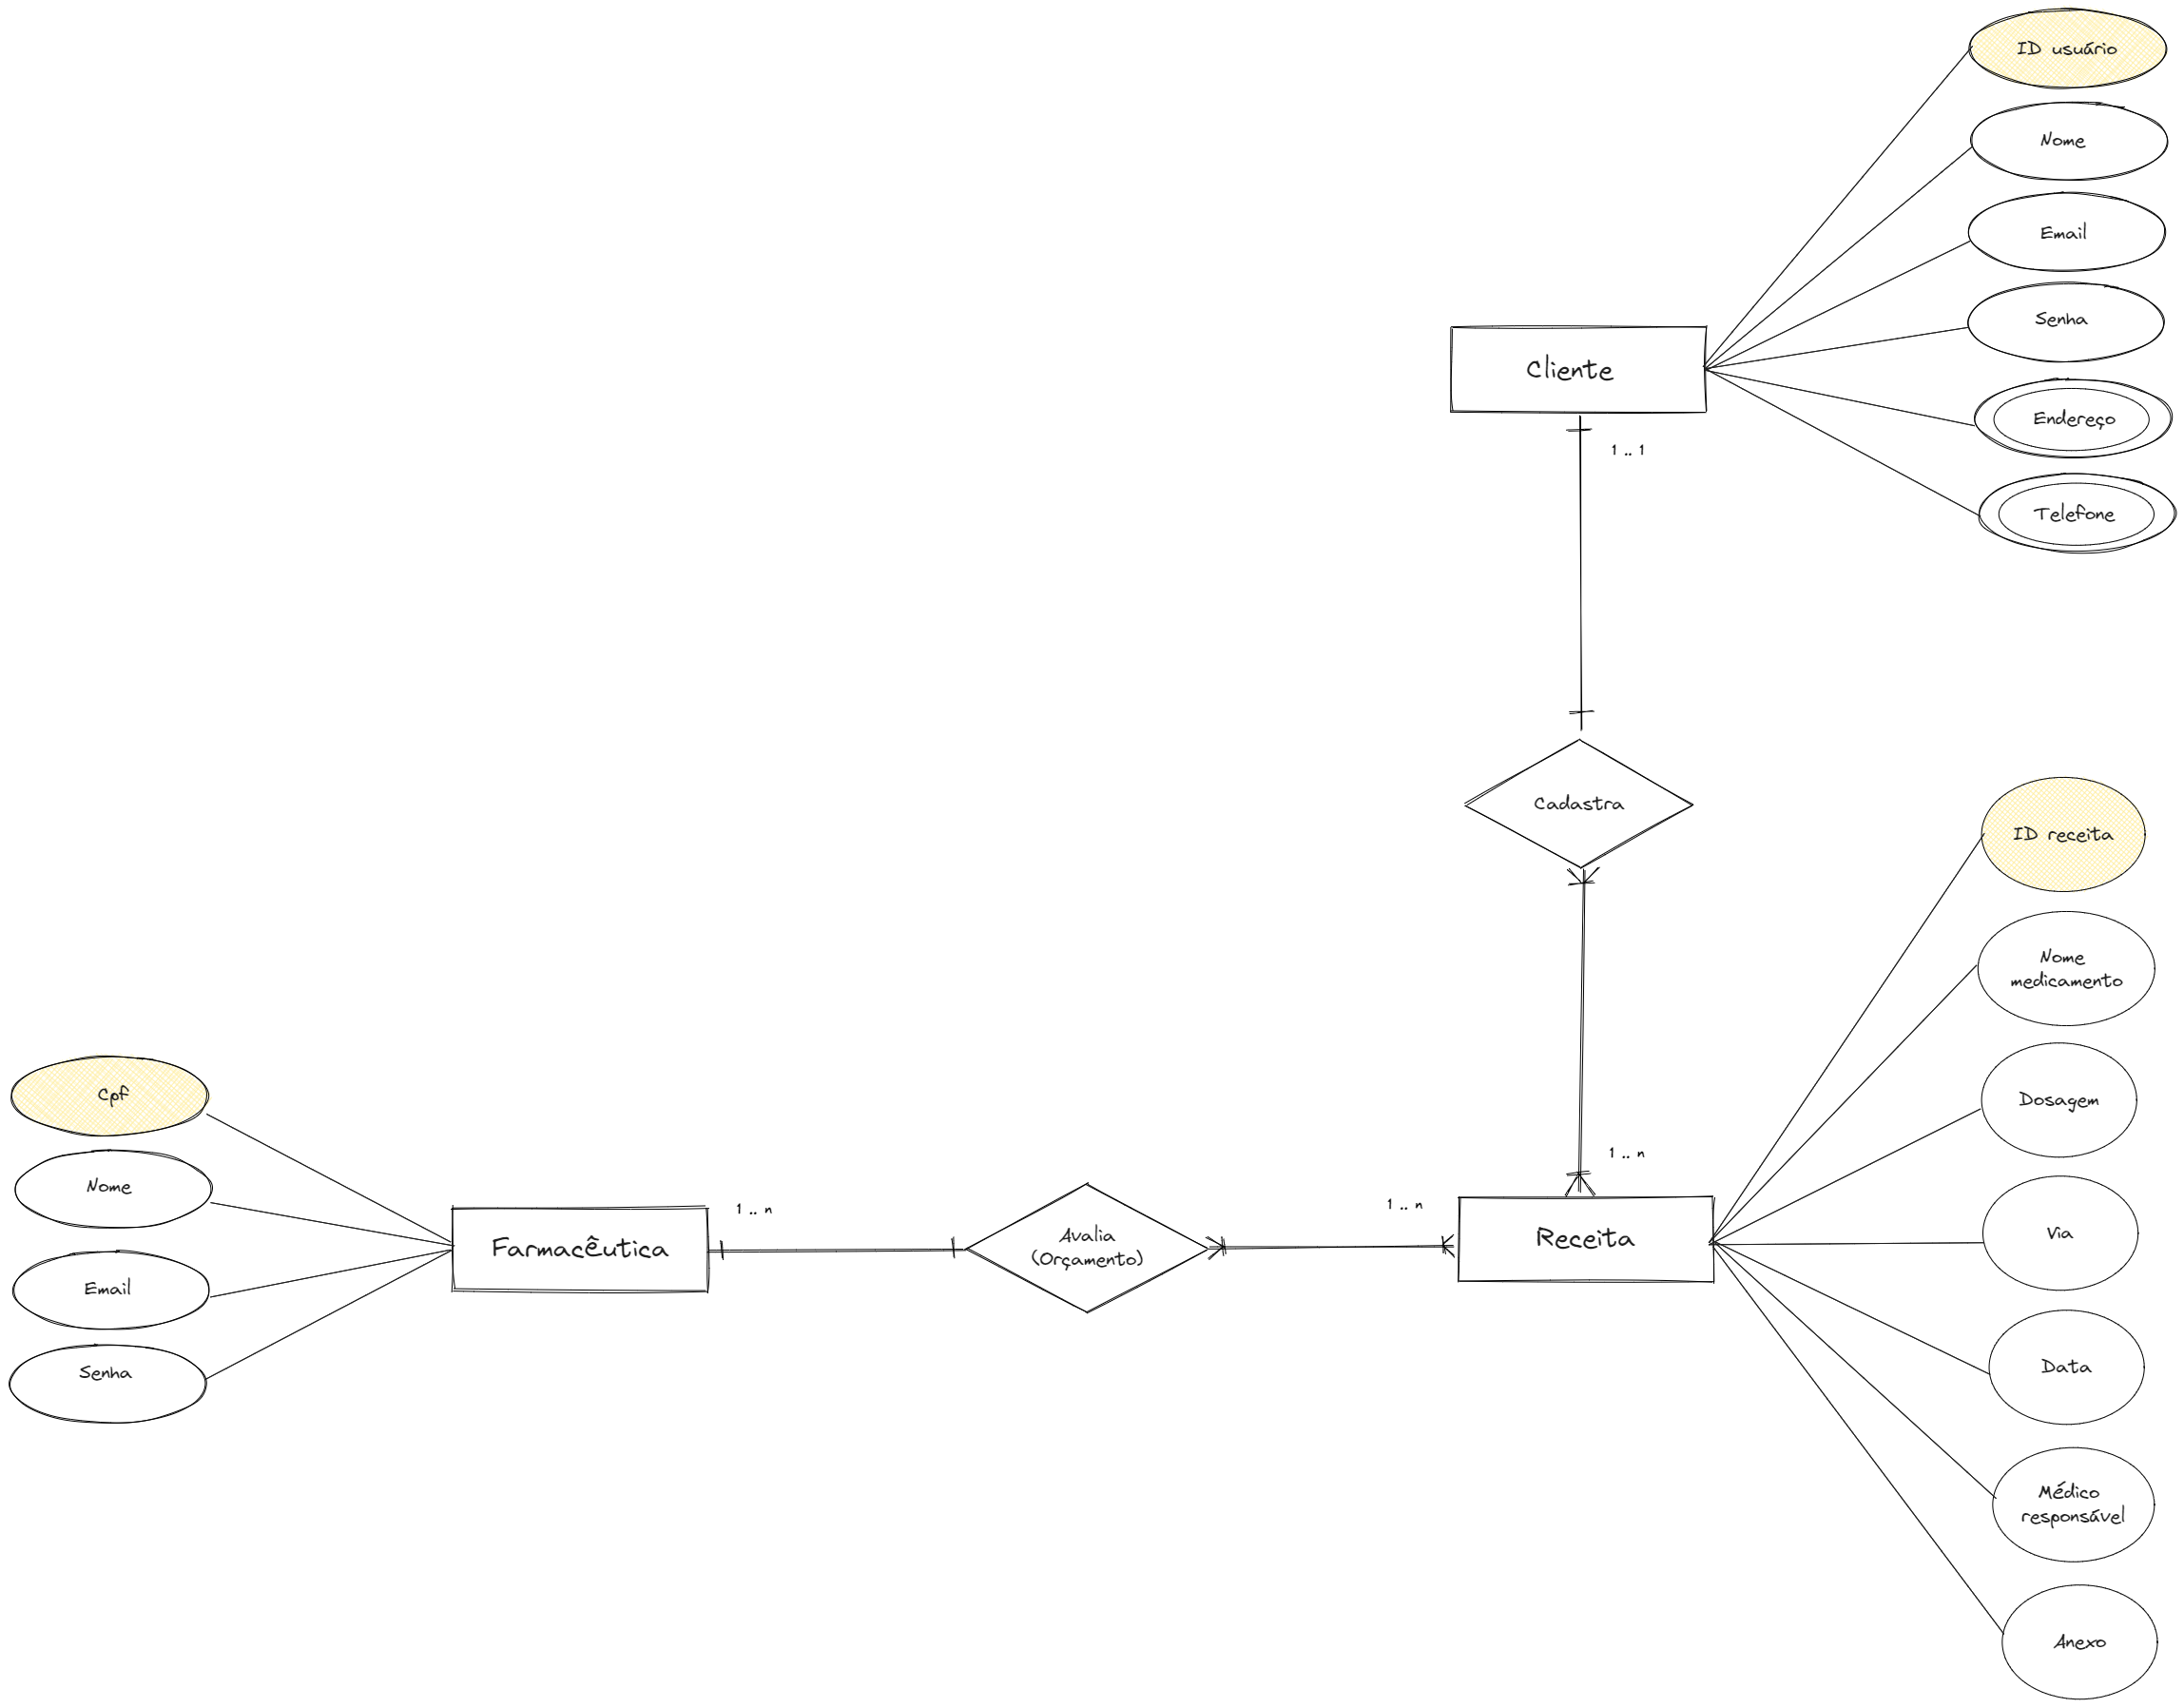 ID usuário
Nome
Email
Senha
Cliente
Endereço
1 .. 1
Telefone
Cadastra
ID receita
Nome
medicamento
Cpf
Dosagem
1 .. n
Nome
1 .. n
1 .. n
Farmacêutica
Avalia
(Orçamento)
Receita
Via
Email
Senha
Data
Médico
responsável
Anexo